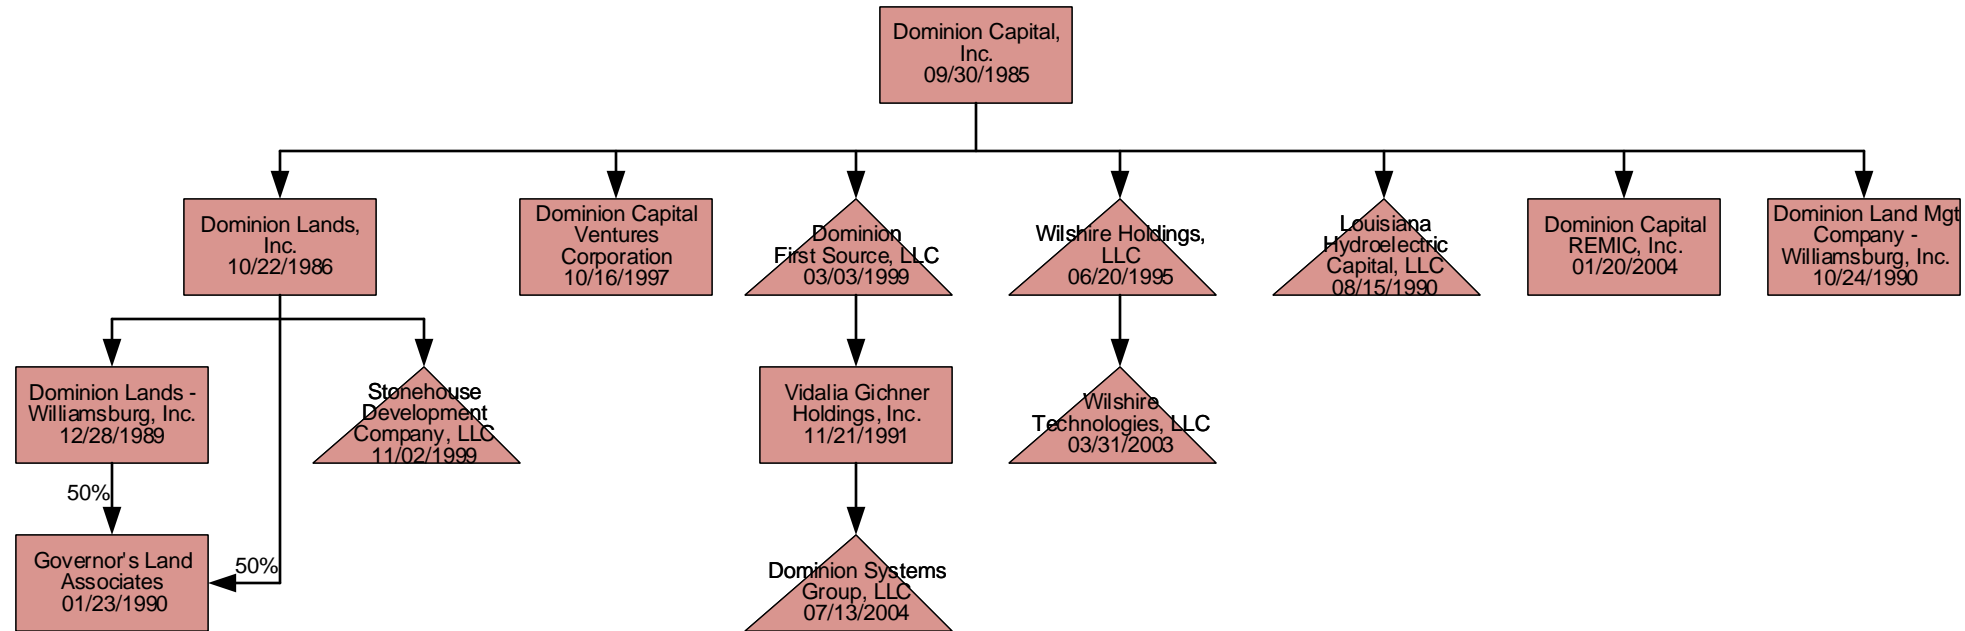 Dominion Capital,
Inc.
09/30/1985
Dominion Lands,
Inc.
10/22/1986
Dominion Capital
Ventures
Corporation
10/16/1997
Dominion
First Source, LLC
03/03/1999
Wilshire Holdings,
LLC
06/20/1995
Louisiana
Hydroelectric
Capital, LLC
08/15/1990
Dominion Capital
REMIC, Inc.
01/20/2004
Dominion Land Mgt
Company -
Williamsburg, Inc.
10/24/1990
Dominion Lands -
Williamsburg, Inc.
12/28/1989
Stonehouse
Development
Company, LLC
11/02/1999
Vidalia Gichner
Holdings, Inc.
11/21/1991
Wilshire
Technologies, LLC
03/31/2003
50%
Governor's Land
Associates
01/23/1990
50%
Dominion Systems
Group, LLC
07/13/2004